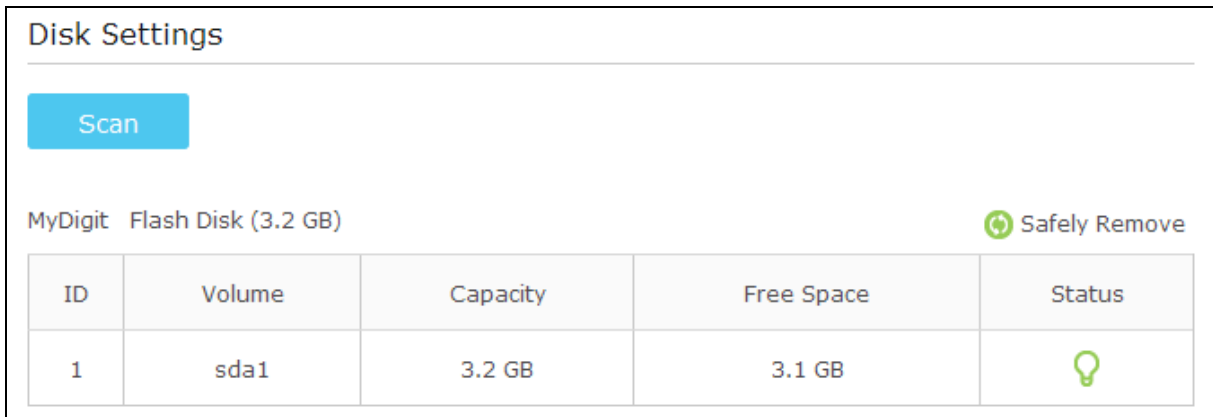 Disk Settings
Scan
MyDigit Flash Disk (3.2 GB) Safely Remove
ID Volume Capacity Free Space Status
1 sda1 3.2 GB 3.1 GB